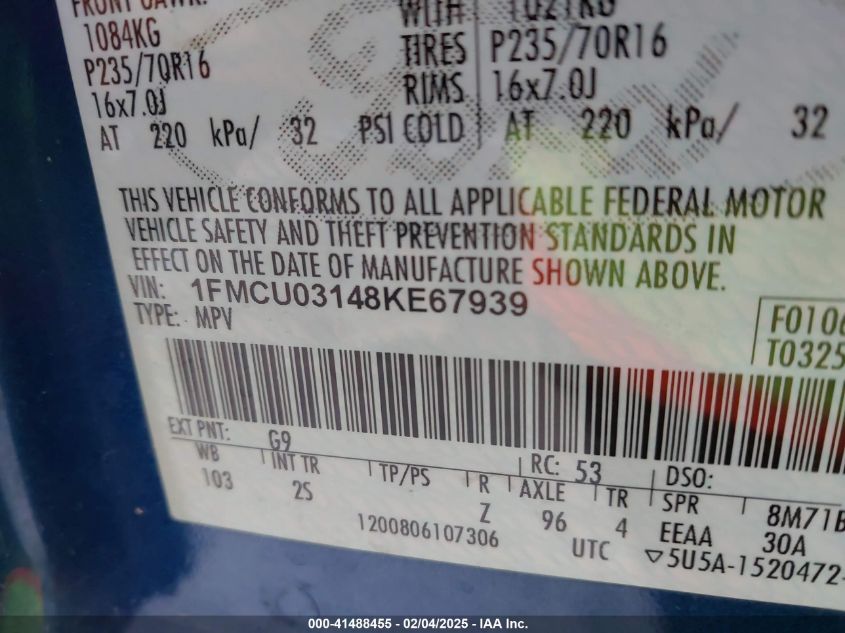 FRONT GAWR:
1084KG WITH 1021KG
P235/70R16 TIRES P235/70R16
16x7.0J RIMS 16x7.0J
AT 220 kPa/ 32 PSI COLD AT 220 kPa/ 32
THIS VEHICLE CONFORMS TO ALL APPLICABLE FEDERAL MOTOR
VEHICLE SAFETY AND THEFT PREVENTION STANDARDS IN
EFFECT ON THE DATE OF MANUFACTURE SHOWN ABOVE.
VIN: 1FMCU03148KE67939
TYPE: MPV
F0106
T0325
EXT PNT: G9 RC: 53 DSO:
WB INT TR TP/PS R AXLE TR SPR
103 2S Z 96 4 EEAA 8M71B
30A
1200806107306 UTC ▽5U5A-1520472-
000-41488455 - 02/04/2025 - IAA Inc.